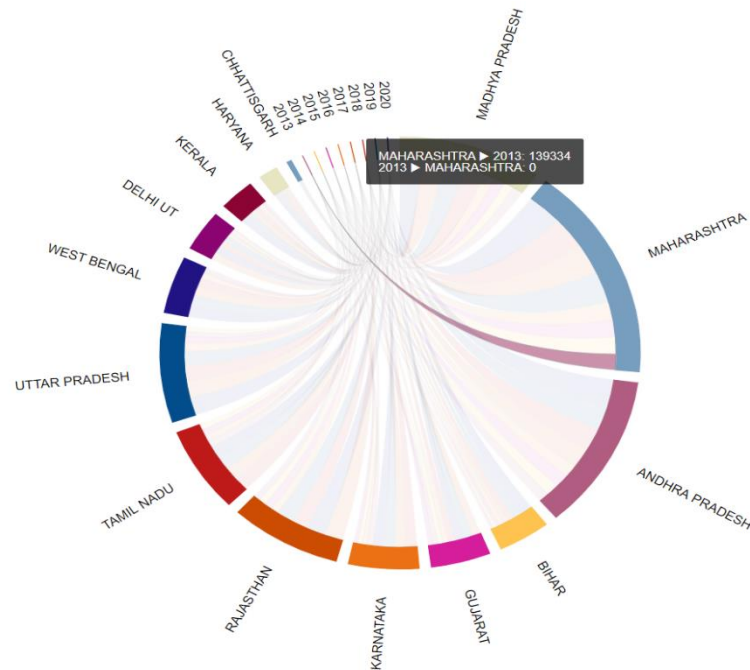 CHHATTISGARH
2013
2014
2015
2016
2017
2018
2019
2020
MADHYA PRADESH
HARYANA
KERALA
DELHI UT
WEST BENGAL
UTTAR PRADESH
TAMIL NADU
RAJASTHAN
KARNATAKA
GUJARAT
BIHAR
ANDHRA PRADESH
MAHARASHTRA
MAHARASHTRA ► 2013: 139334
2013 ► MAHARASHTRA: 0